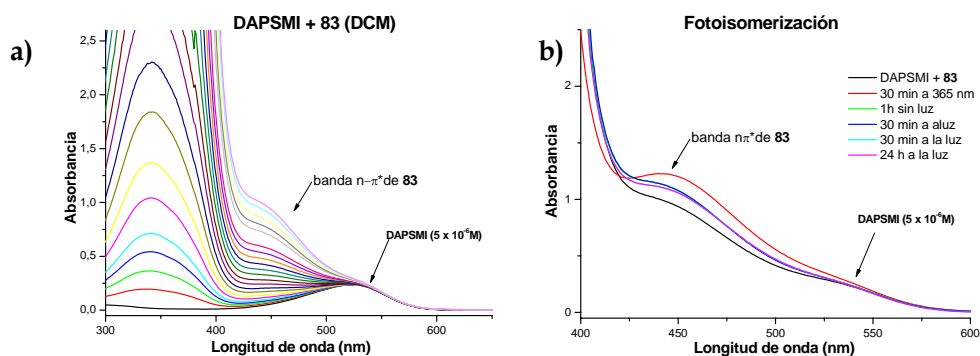 a)
DAPSMI + 83 (DCM)
Absorbancia
2,5
2,0
1,5
1,0
0,5
0,0
banda n–π*de 83
DAPSMI (5 x 10⁻⁶M)
300
400
500
600
Longitud de onda (nm)
b)
Fotoisomerización
Absorbancia
2
1
0
DAPSMI + 83
30 min a 365 nm
1h sin luz
30 min a aluz
30 min a la luz
24 h a la luz
banda nπ*de 83
DAPSMI (5 x 10⁻⁶M)
400
450
500
550
600
Longitud de onda (nm)